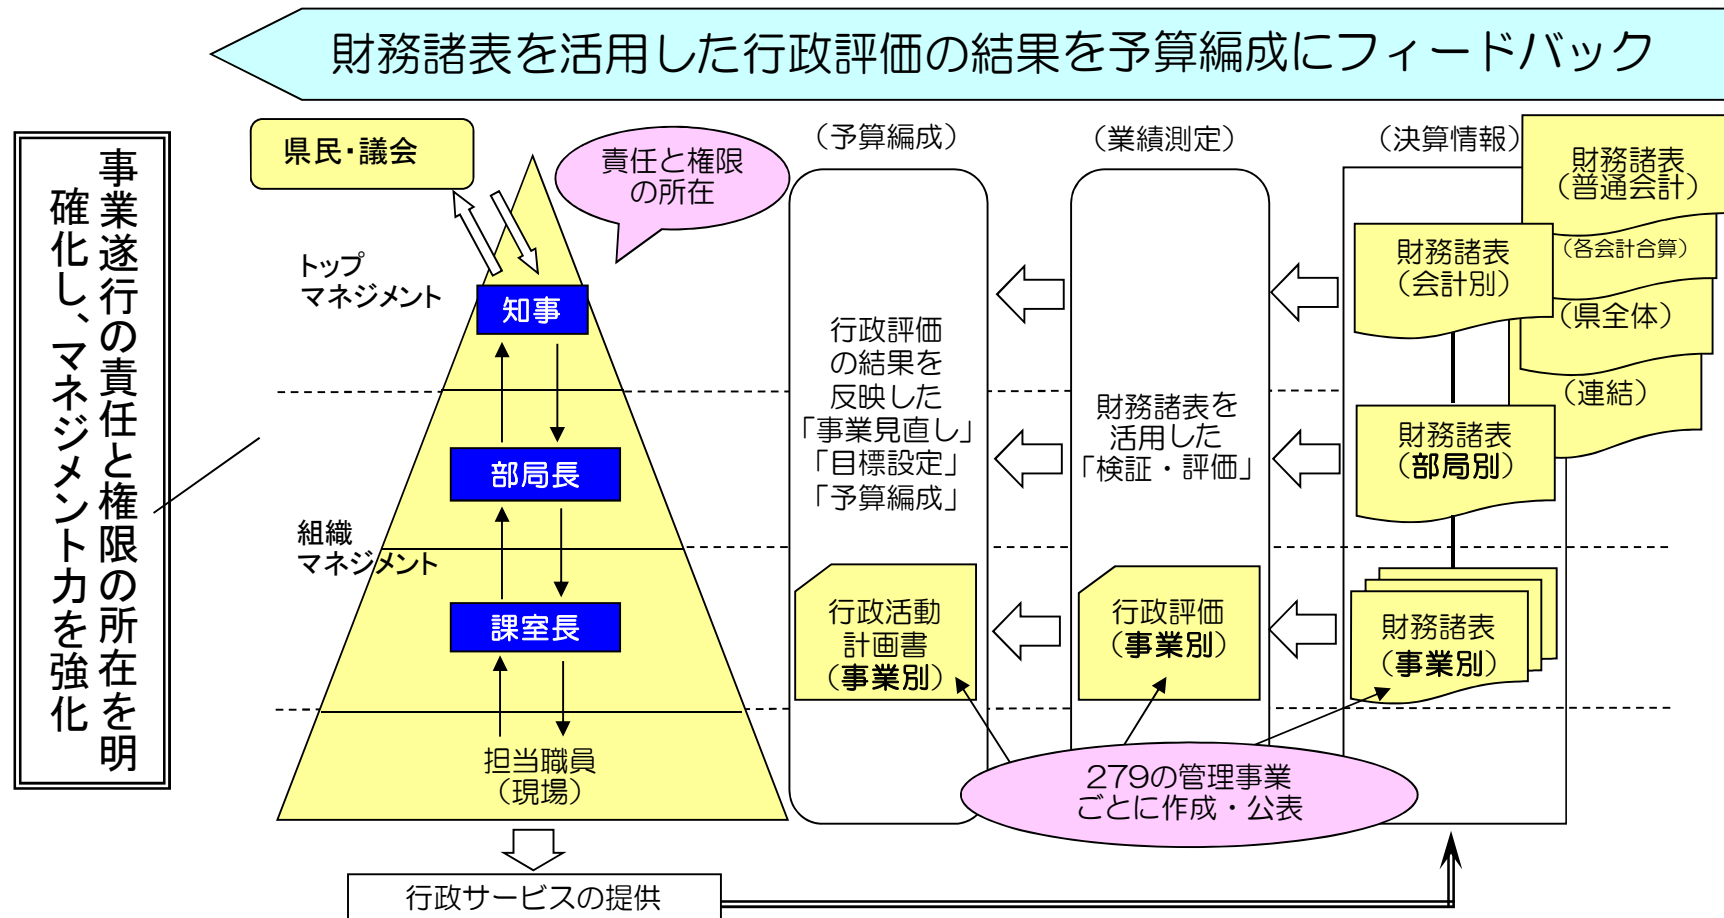 財務諸表を活用した行政評価の結果を予算編成にフィードバック
事業遂行の責任と権限の所在を明
確化し、マネジメント力を強化
県民・議会
責任と権限
の所在
トップ
マネジメント
知事
部局長
組織
マネジメント
課室長
担当職員
（現場）
行政サービスの提供
（予算編成）
行政評価
の結果を
反映した
「事業見直し」
「目標設定」
「予算編成」
行政活動
計画書
（事業別）
（業績測定）
財務諸表を
活用した
「検証・評価」
行政評価
（事業別）
（決算情報）
財務諸表
（普通会計）
（各会計合算）
（県全体）
（連結）
財務諸表
（会計別）
財務諸表
（部局別）
財務諸表
（事業別）
279の管理事業
ごとに作成・公表